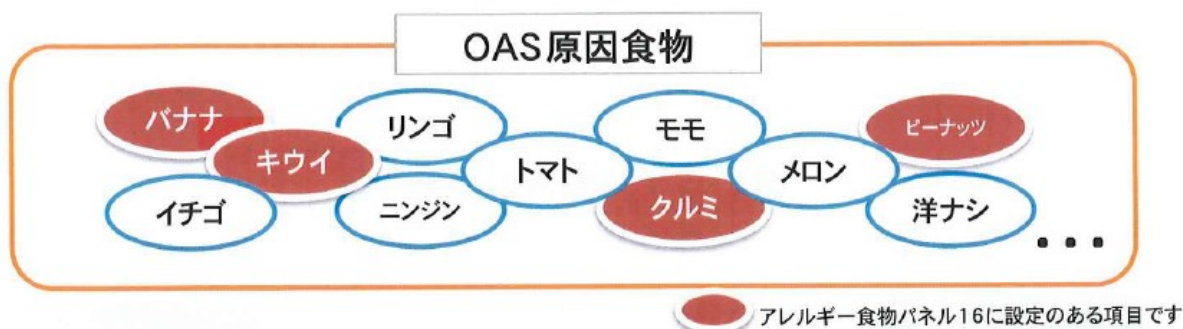 OAS原因食物
バナナ
リンゴ
モモ
ピーナッツ
キウイ
トマト
メロン
イチゴ
ニンジン
クルミ
洋ナシ
・・・
アレルギー食物パネル16に設定のある項目です